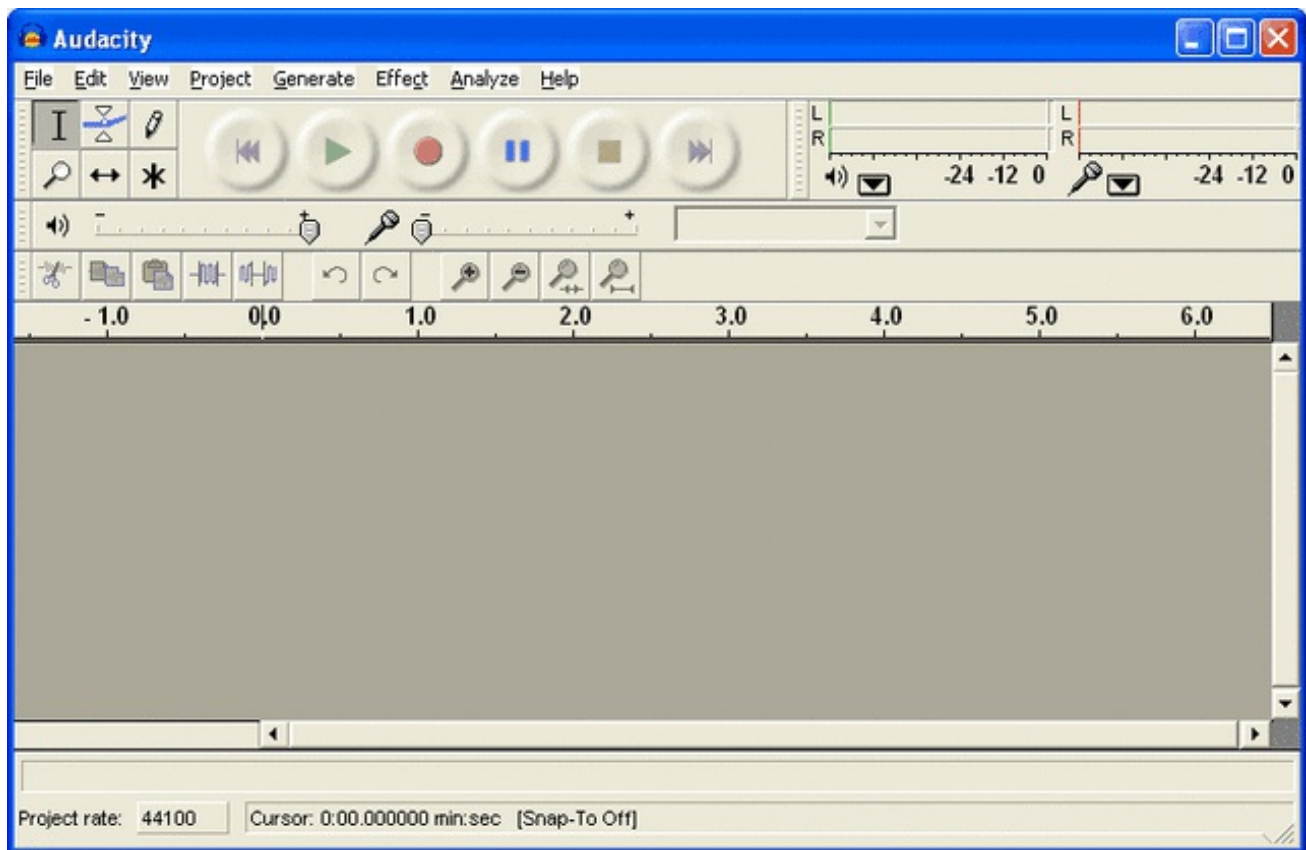 Audacity
File Edit View Project Generate Effect Analyze Help
L L
R R
-24 -12 0 -24 -12 0
- + - +
- 1.0 0.0 1.0 2.0 3.0 4.0 5.0 6.0
Project rate: 44100 Cursor: 0:00.000000 min:sec [Snap-To Off]